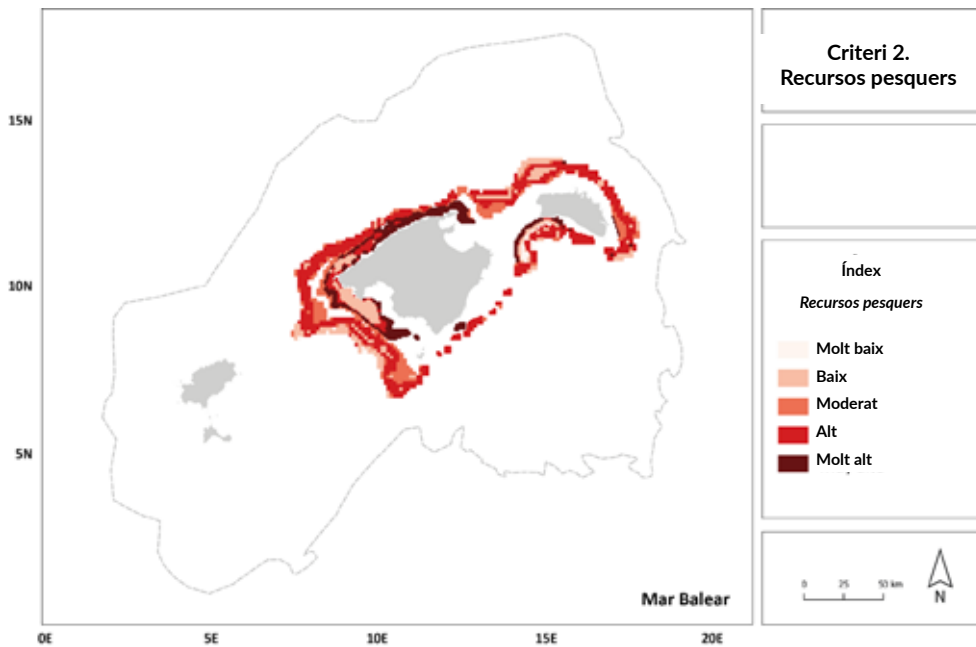 Criteri 2.
Recursos pesquers
15N
10N
5N
0E
5E
10E
15E
20E
Mar Balear
Índex
Recursos pesquers
Molt baix
Baix
Moderat
Alt
Molt alt
0 25 50 km
N